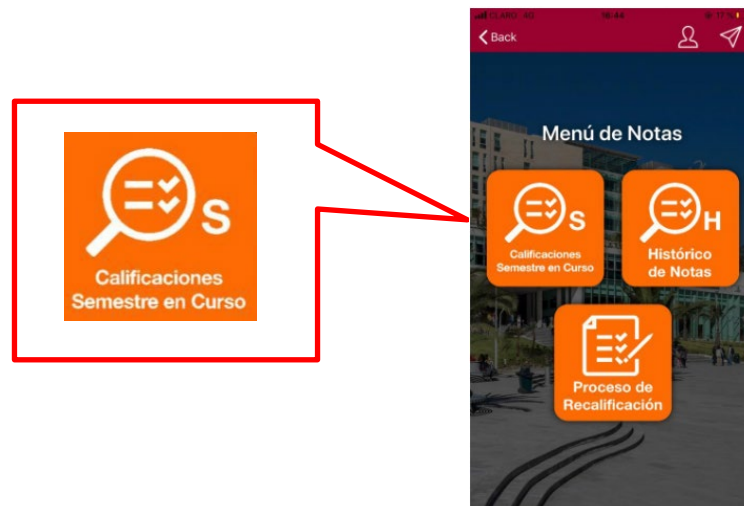 S
Calificaciones
Semestre en Curso
Back
Menú de Notas
S
Calificaciones
Semestre en Curso
H
Histórico
de Notas
Proceso de
Recalificación